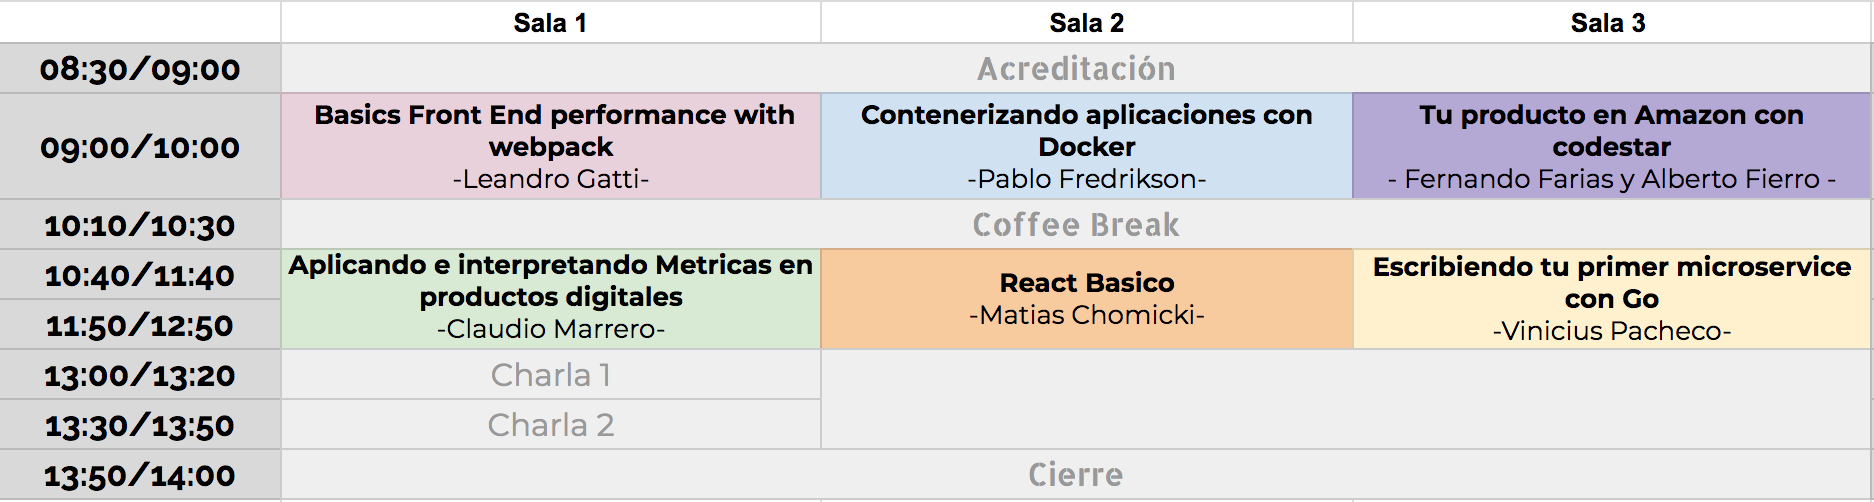 Sala 1 Sala 2 Sala 3
08:30/09:00 Acreditación
09:00/10:00
Basics Front End performance with
webpack
-Leandro Gatti-
Contenerizando aplicaciones con
Docker
-Pablo Fredrikson-
Tu producto en Amazon con
codestar
- Fernando Farias y Alberto Fierro -
10:10/10:30 Coffee Break
10:40/11:40
11:50/12:50
Aplicando e interpretando Metricas en
productos digitales
-Claudio Marrero-
React Basico
-Matias Chomicki-
Escribiendo tu primer microservice
con Go
-Vinicius Pacheco-
13:00/13:20 Charla 1
13:30/13:50 Charla 2
13:50/14:00 Cierre